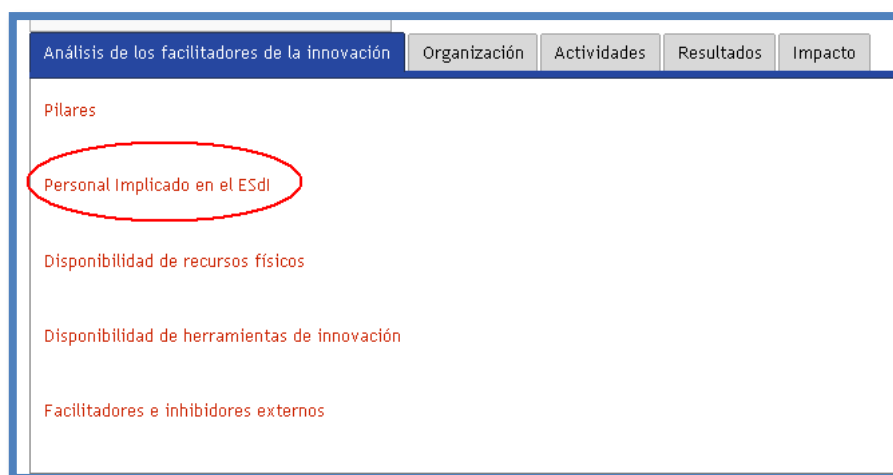 Análisis de los facilitadores de la innovación Organización Actividades Resultados Impacto
Pilares
Personal Implicado en el ESdI
Disponibilidad de recursos físicos
Disponibilidad de herramientas de innovación
Facilitadores e inhibidores externos